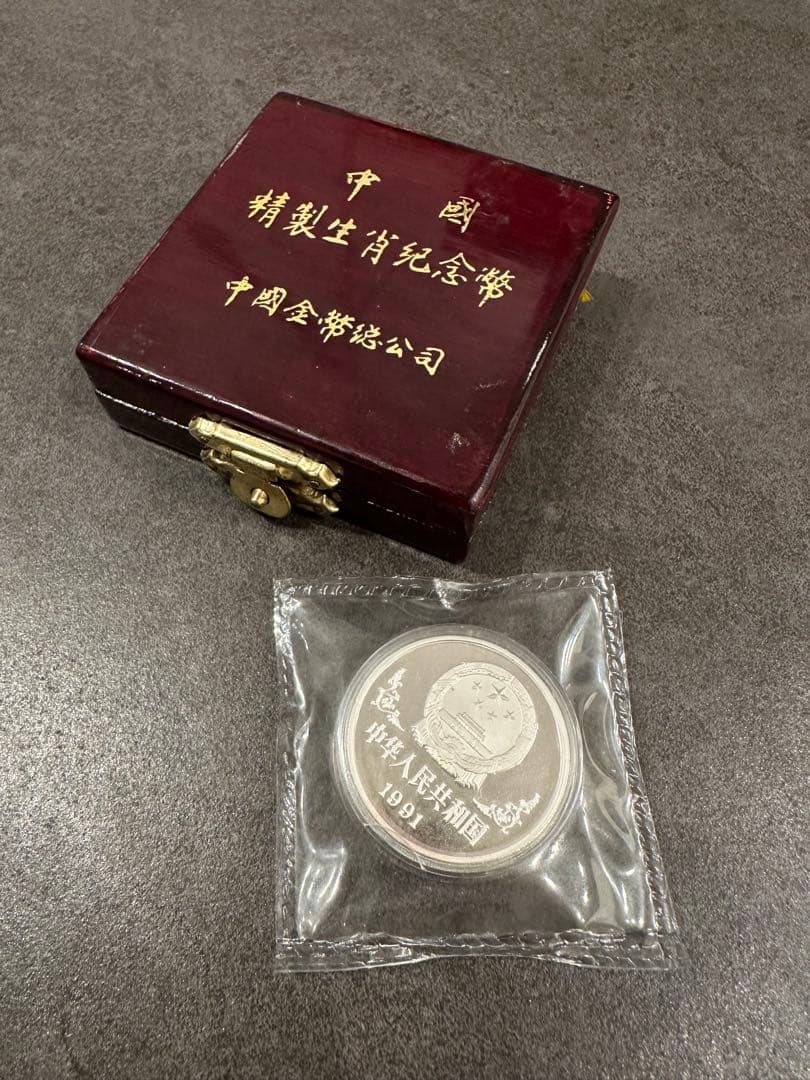 中國
精製生肖纪念幣
中國金幣総公司
中华人民共和国
1991